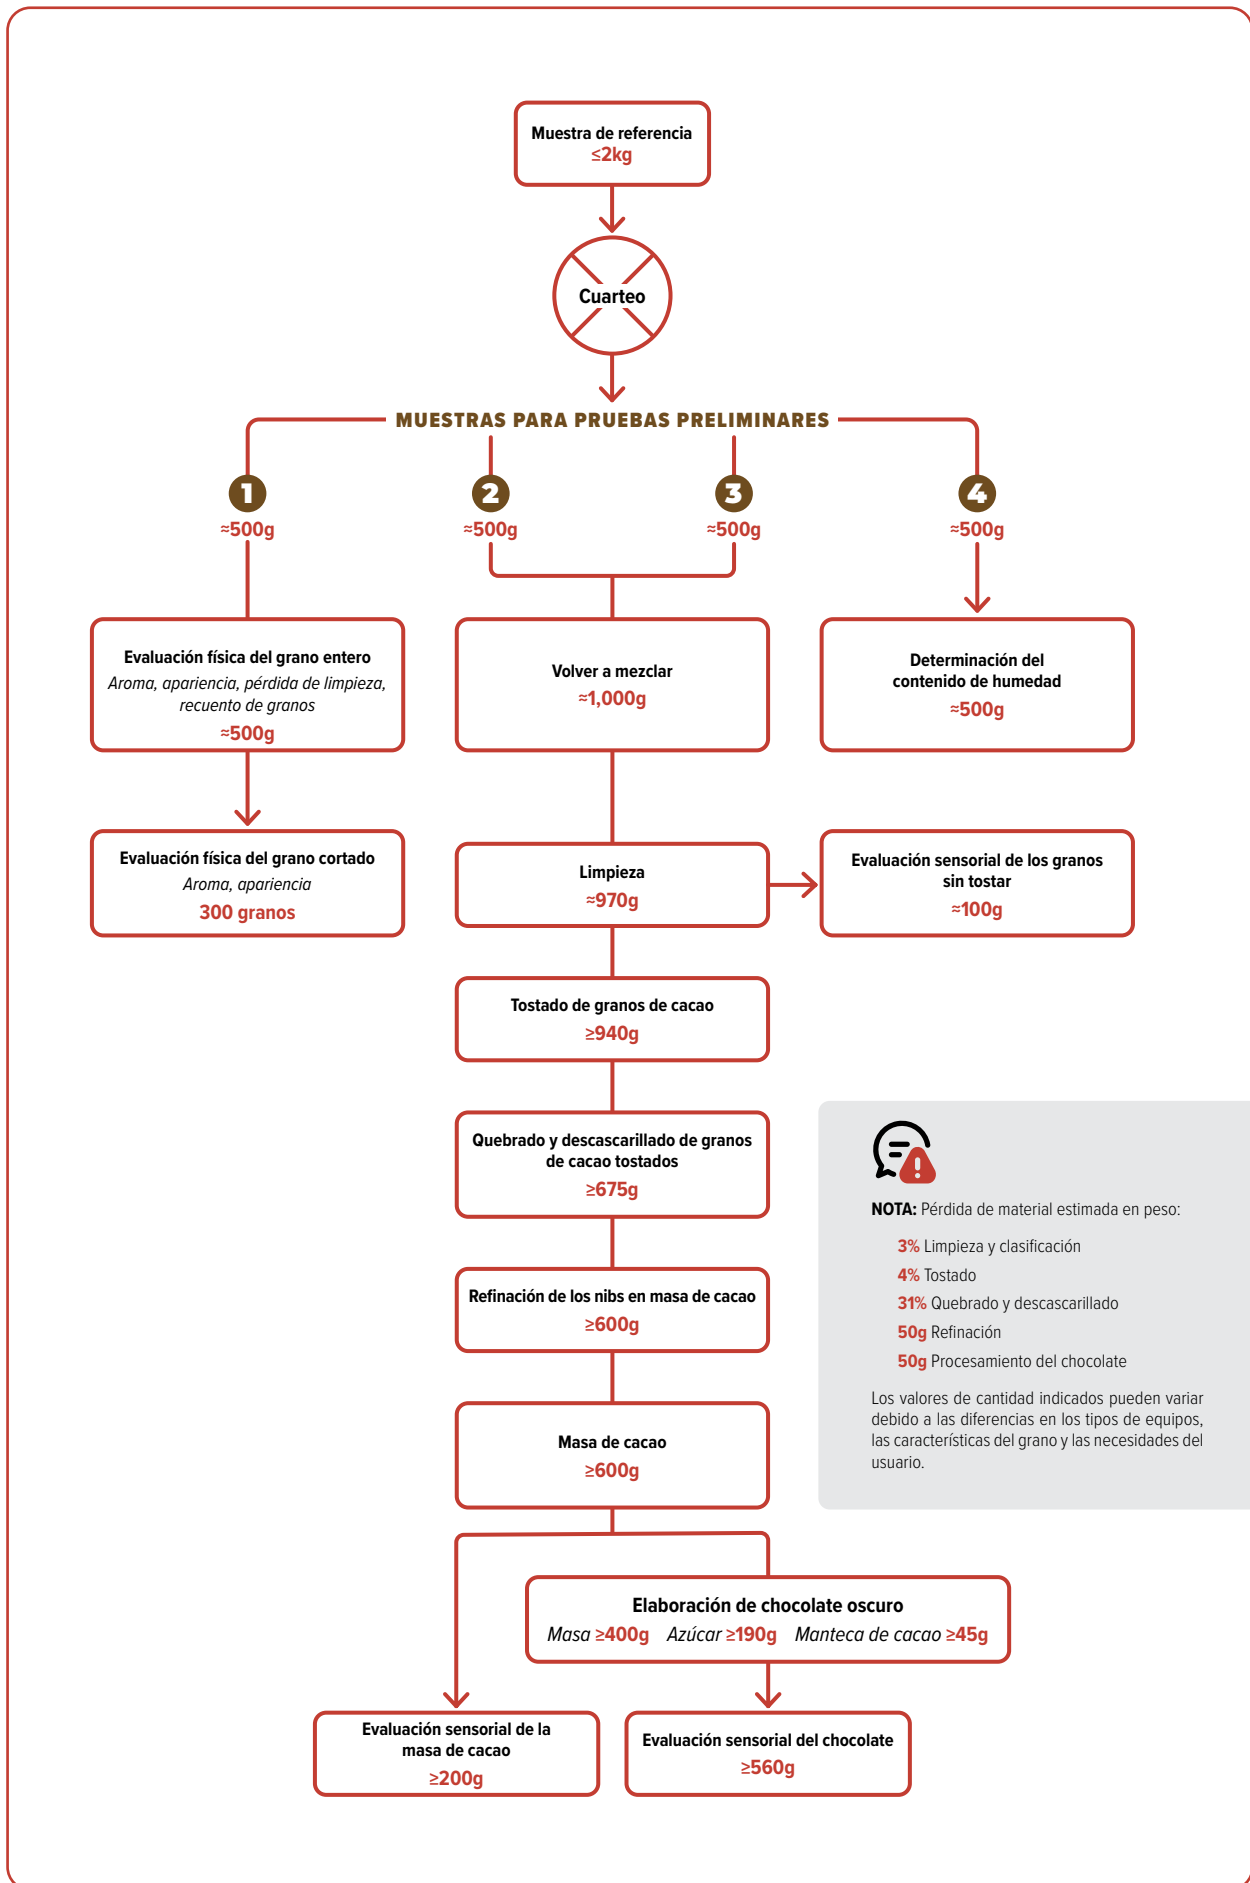 Muestra de referencia
≤2kg
Cuarteo
MUESTRAS PARA PRUEBAS PRELIMINARES
1
≈500g
2
≈500g
3
≈500g
4
≈500g
Evaluación física del grano entero
Aroma, apariencia, pérdida de limpieza,
recuento de granos
≈500g
Volver a mezclar
≈1,000g
Determinación del
contenido de humedad
≈500g
Evaluación física del grano cortado
Aroma, apariencia
300 granos
Limpieza
≈970g
Evaluación sensorial de los granos
sin tostar
≈100g
Tostado de granos de cacao
≥940g
Quebrado y descascarillado de granos
de cacao tostados
≥675g
Refinación de los nibs en masa de cacao
≥600g
Masa de cacao
≥600g
NOTA: Pérdida de material estimada en peso:
3% Limpieza y clasificación
4% Tostado
31% Quebrado y descascarillado
50g Refinación
50g Procesamiento del chocolate
Los valores de cantidad indicados pueden variar
debido a las diferencias en los tipos de equipos,
las características del grano y las necesidades del
usuario.
Elaboración de chocolate oscuro
Masa ≥400g Azúcar ≥190g Manteca de cacao ≥45g
Evaluación sensorial de la
masa de cacao
≥200g
Evaluación sensorial del chocolate
≥560g